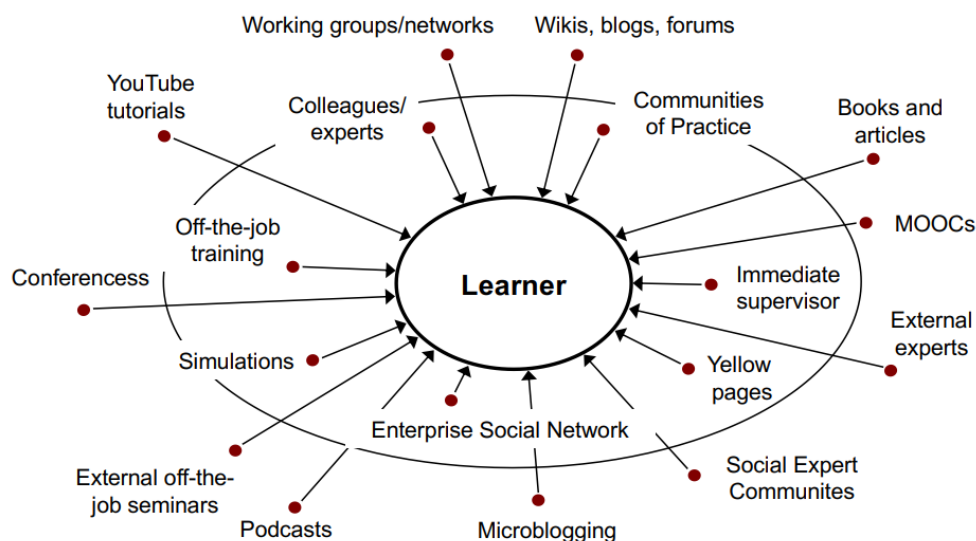 Working groups/networks
Wikis, blogs, forums
YouTube
tutorials
Colleagues/
experts
Communities
of Practice
Books and
articles
Off-the-job
training
MOOCs
Conferencess
Learner
Immediate
supervisor
External
experts
Simulations
Yellow
pages
Enterprise Social Network
External off-the-
job seminars
Social Expert
Communites
Podcasts
Microblogging